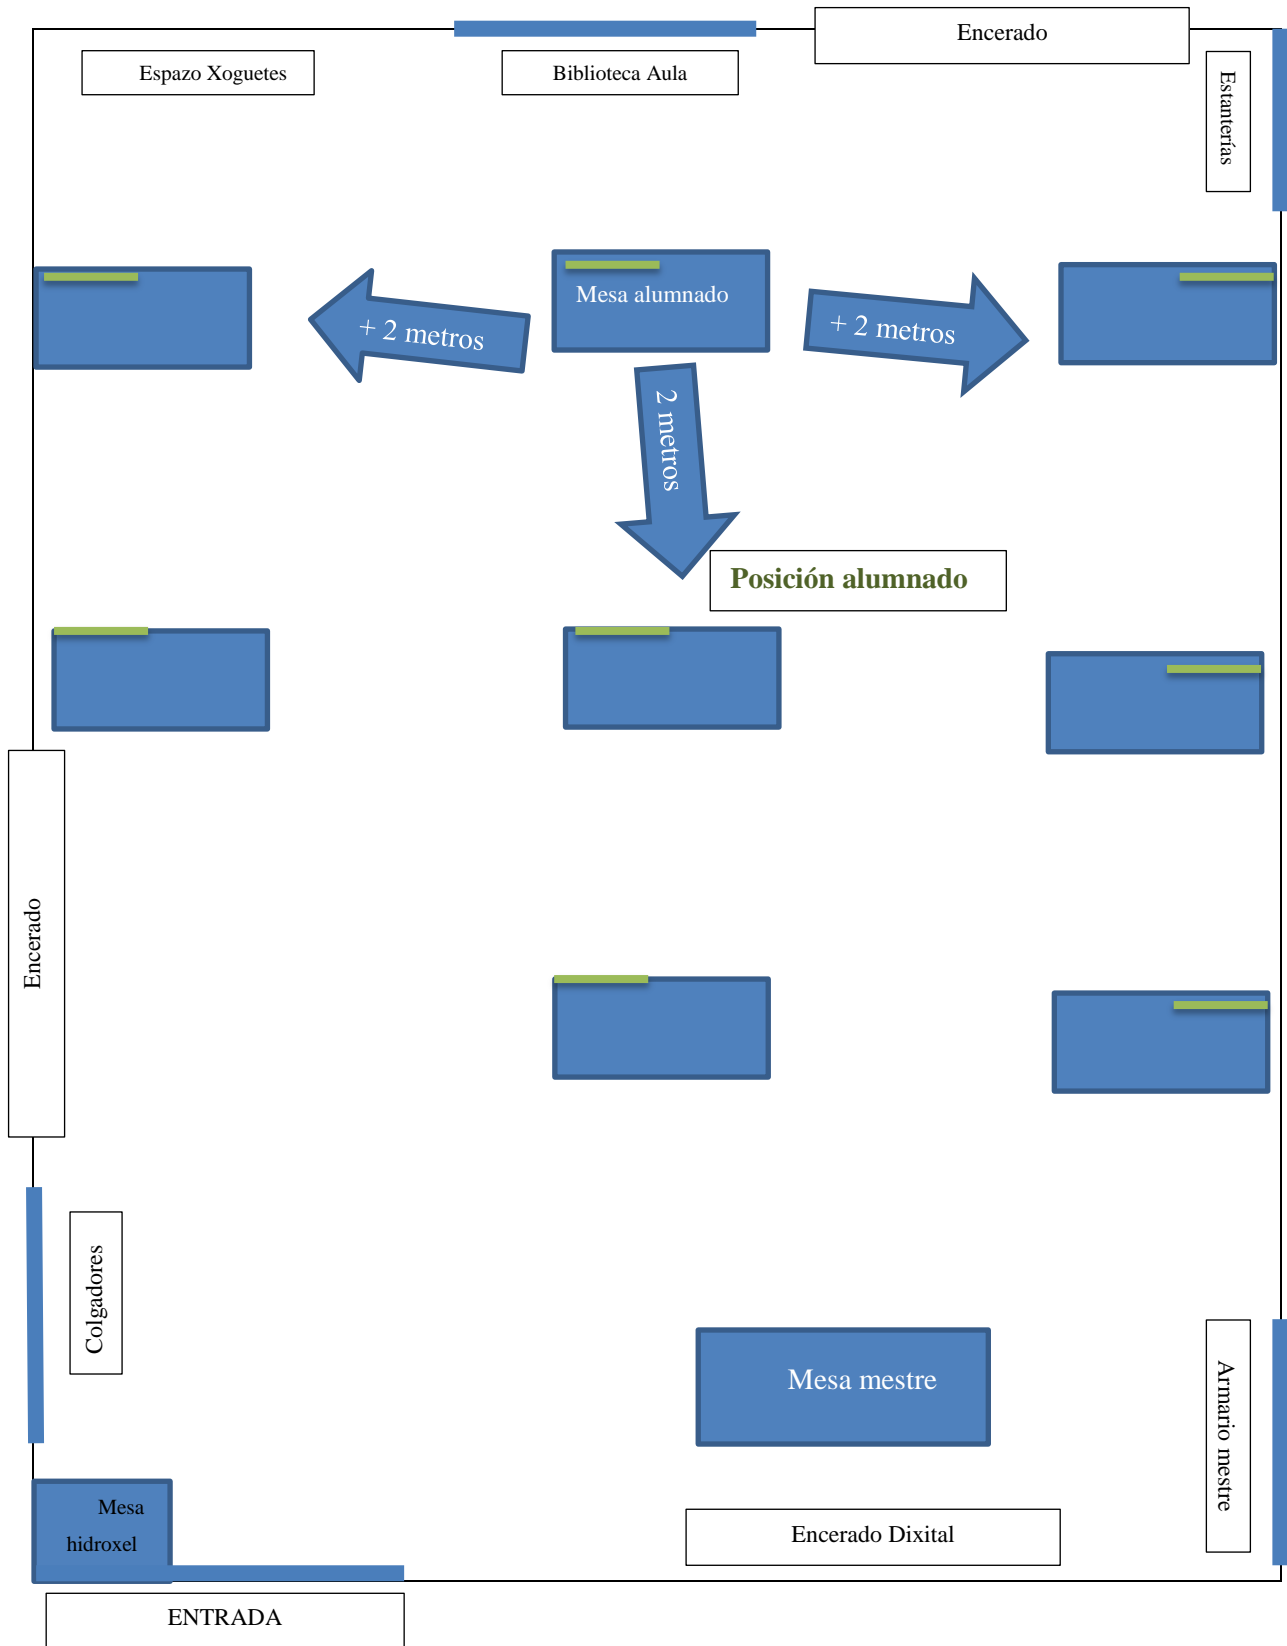 Encerado
Espazo Xoguetes
Biblioteca Aula
Estanterías
Mesa alumnado
+ 2 metros
+ 2 metros
2 metros
Posición alumnado
Encerado
Colgadores
Mesa mestre
Armario mestre
Mesa
hidroxel
Encerado Dixital
ENTRADA